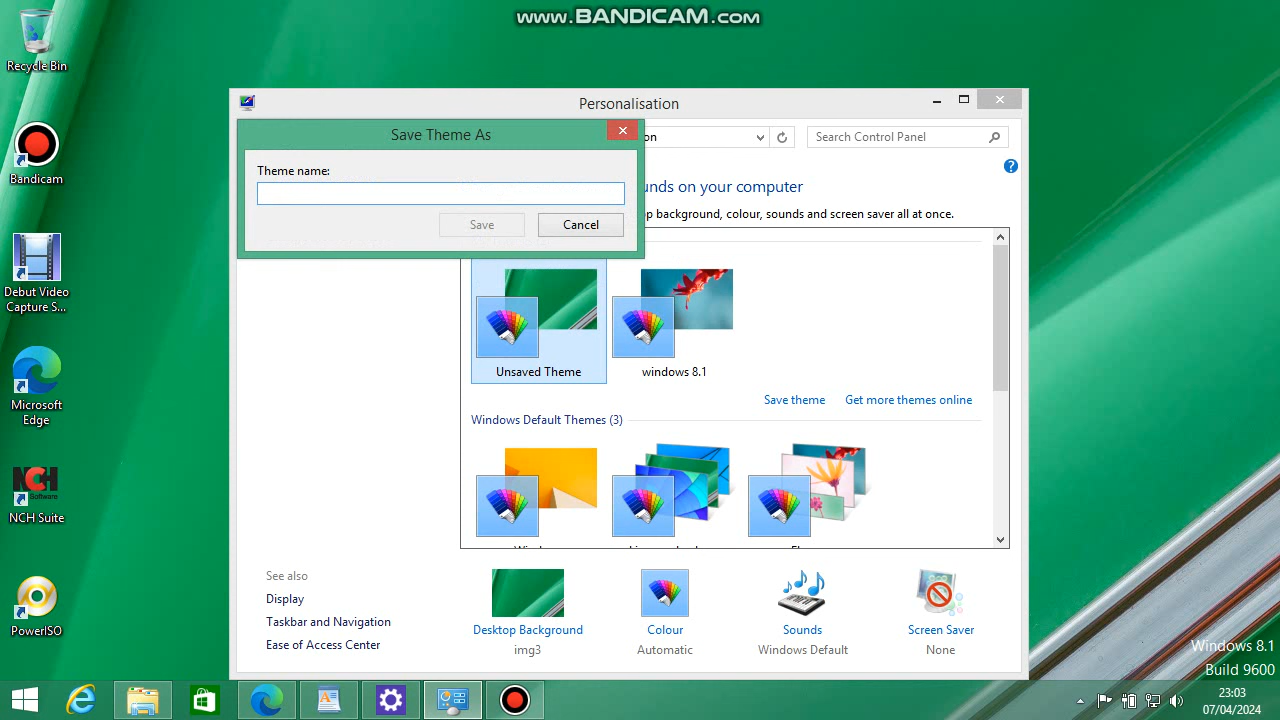 www.BANDICAM.com
Recycle Bin
Bandicam
Debut Video
Capture S...
Microsoft
Edge
NCH Software
NCH Suite
PowerISO
Personalisation
on
Search Control Panel
Save Theme As
Theme name:
Save
Cancel
unds on your computer
op background, colour, sounds and screen saver all at once.
Unsaved Theme
windows 8.1
Save theme
Get more themes online
Windows Default Themes (3)
See also
Display
Taskbar and Navigation
Ease of Access Center
Desktop Background
img3
Colour
Automatic
Sounds
Windows Default
Screen Saver
None
Windows 8.1
Build 9600
23:03
07/04/2024